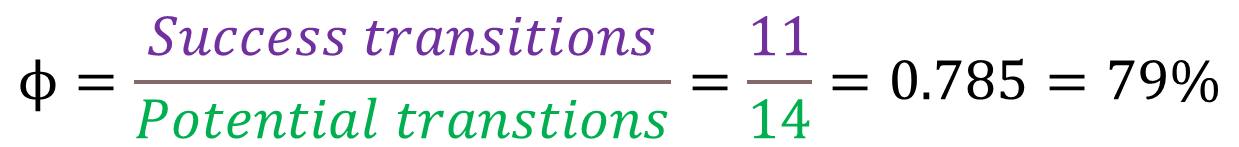 ϕ = Success transitions / Potential transtions = 11 / 14 = 0.785 = 79%